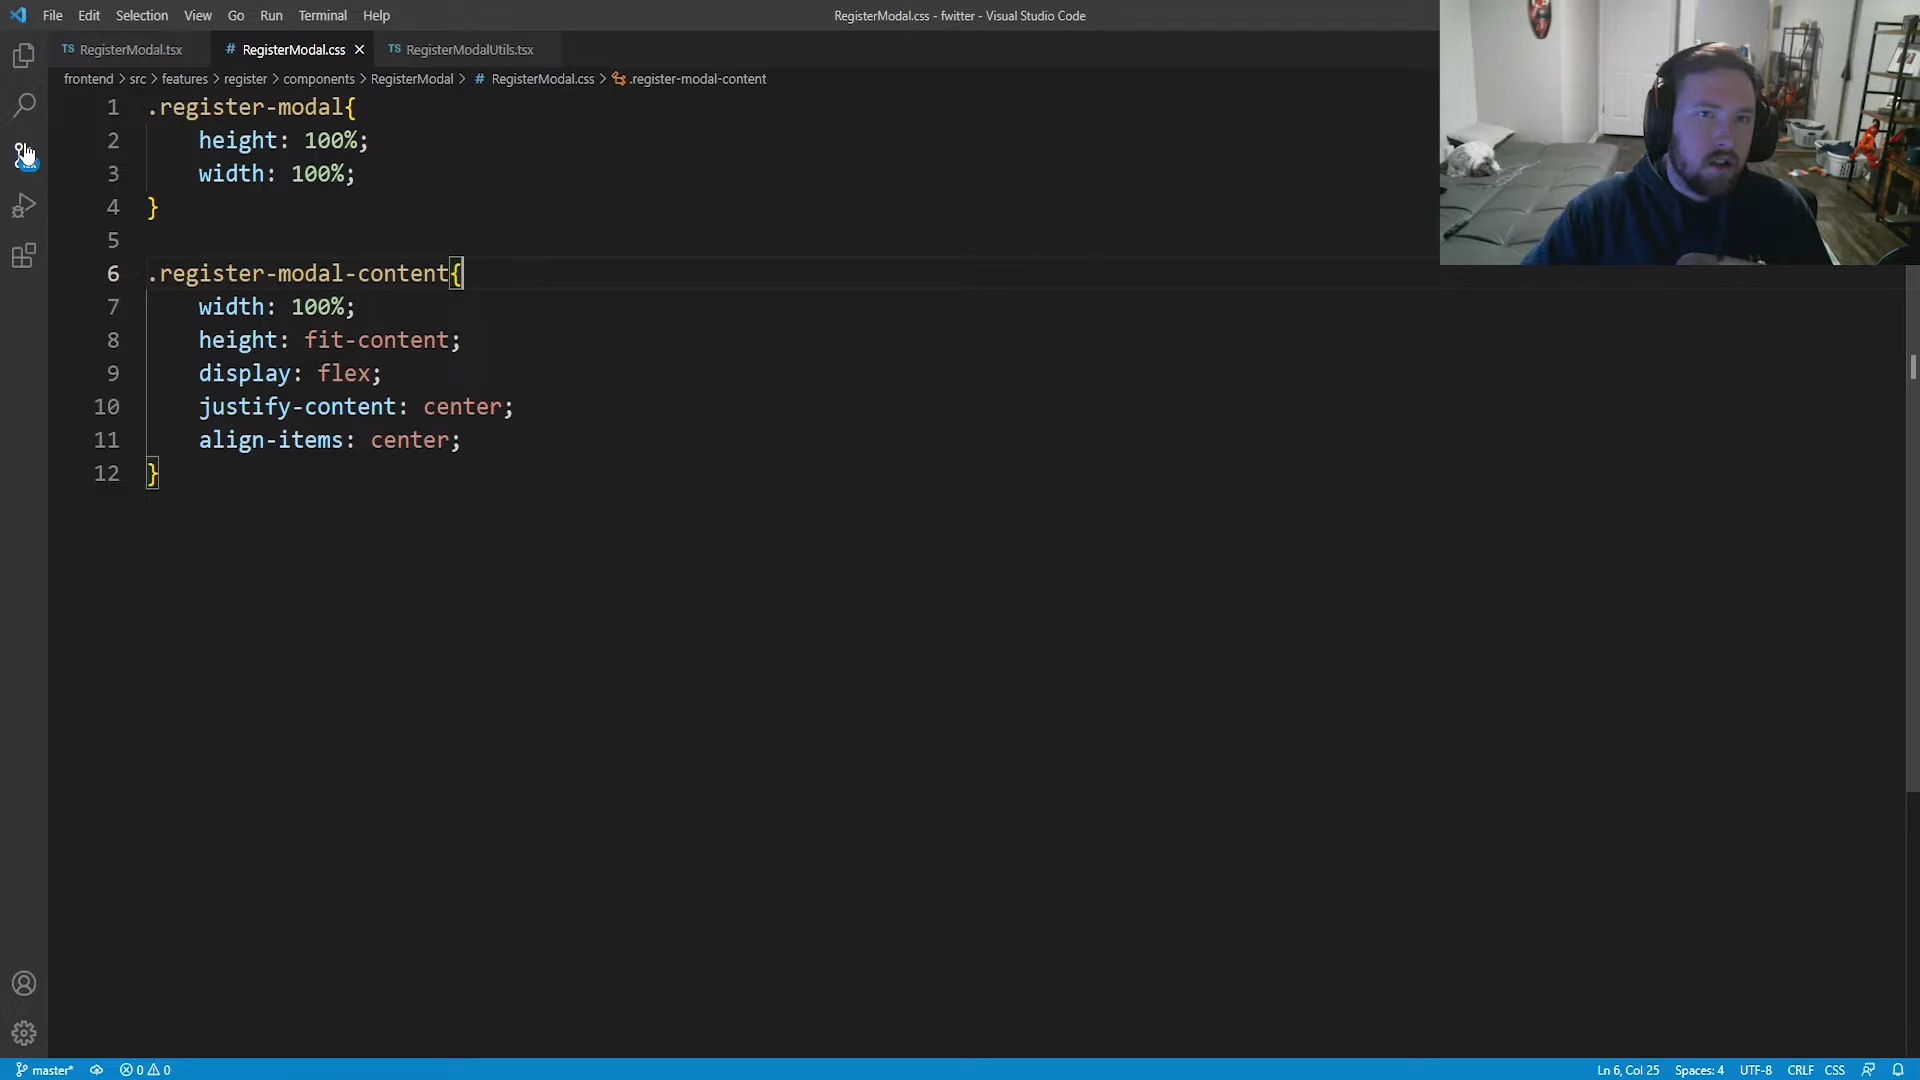 File Edit Selection View Go Run Terminal Help
RegisterModal.css - fwitter - Visual Studio Code
TS RegisterModal.tsx # RegisterModal.css TS RegisterModalUtils.tsx
frontend > src > features > register > components > RegisterModal > # RegisterModal.css > .register-modal-content
1 .register-modal{
2 height: 100%;
3 width: 100%;
4 }
5
6 .register-modal-content{
7 width: 100%;
8 height: fit-content;
9 display: flex;
10 justify-content: center;
11 align-items: center;
12 }
master* 0 0 Ln 6, Col 25 Spaces: 4 UTF-8 CRLF CSS